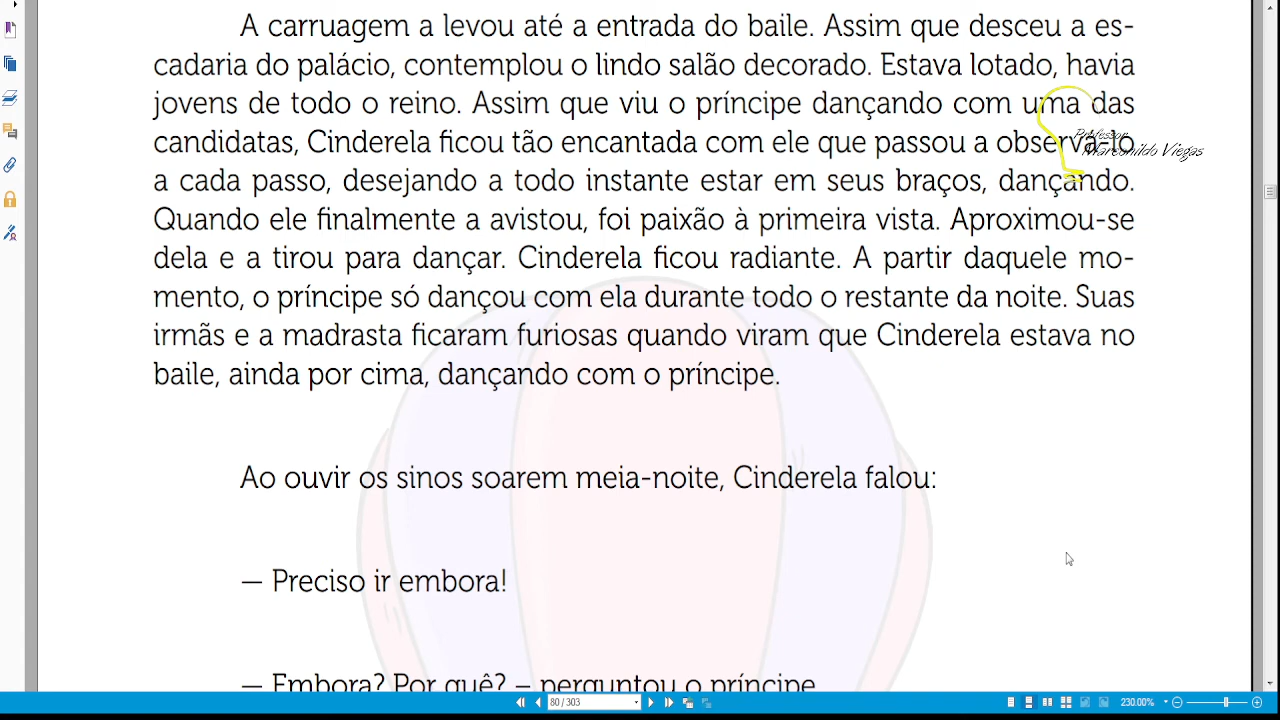 A carruagem a levou até a entrada do baile. Assim que desceu a es-
cadaria do palácio, contemplou o lindo salão decorado. Estava lotado, havia
jovens de todo o reino. Assim que viu o príncipe dançando com uma das
candidatas, Cinderela ficou tão encantada com ele que passou a observá-lo
Professor
Marconildo Viegas
a cada passo, desejando a todo instante estar em seus braços, dançando.
Quando ele finalmente a avistou, foi paixão à primeira vista. Aproximou-se
dela e a tirou para dançar. Cinderela ficou radiante. A partir daquele mo-
mento, o príncipe só dançou com ela durante todo o restante da noite. Suas
irmãs e a madrasta ficaram furiosas quando viram que Cinderela estava no
baile, ainda por cima, dançando com o príncipe.
Ao ouvir os sinos soarem meia-noite, Cinderela falou:
— Preciso ir embora!
— Embora? Por quê? – perguntou o príncipe
80 / 303
230.00%